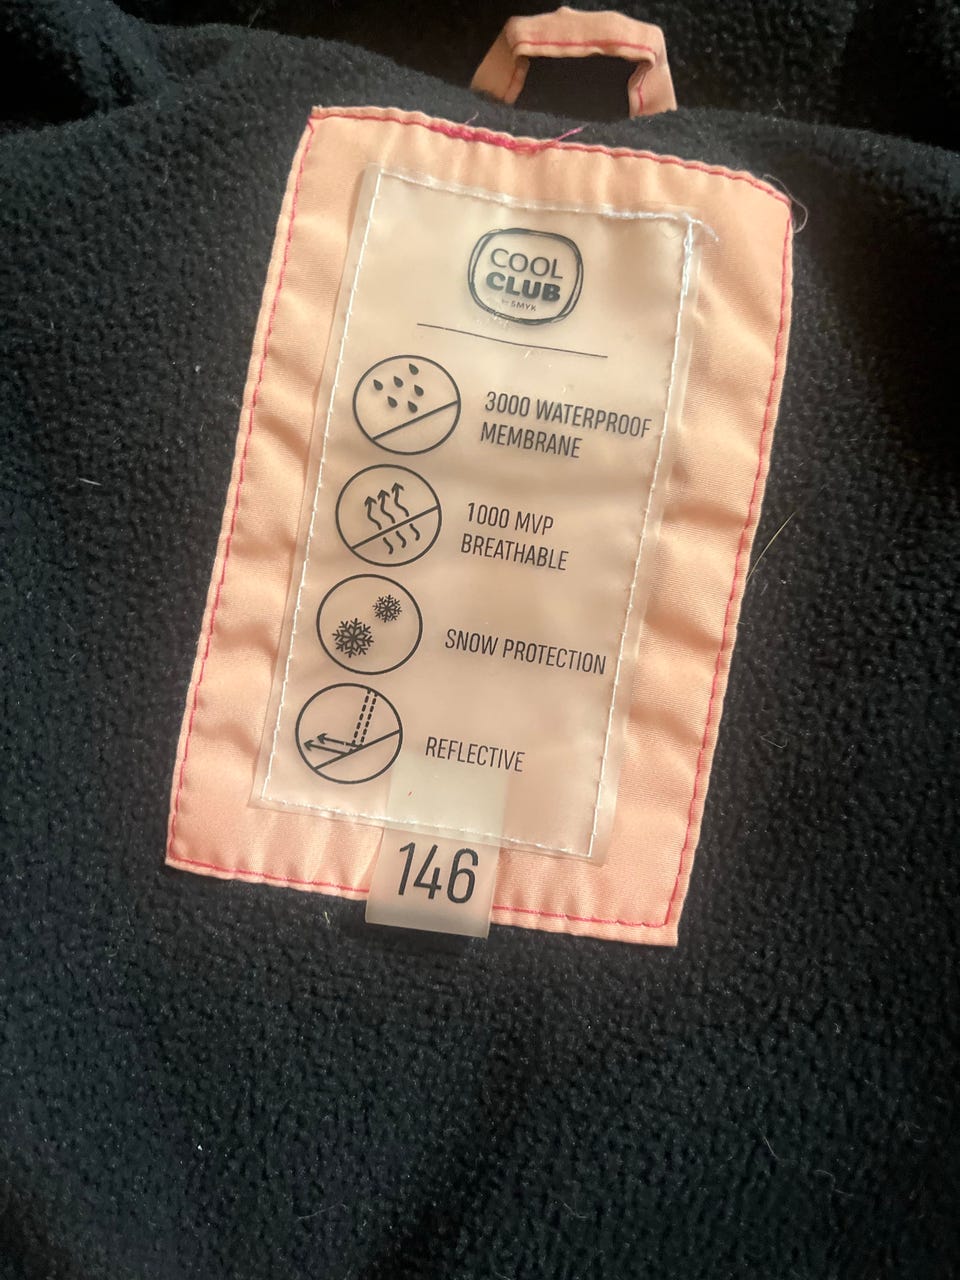 COOL
CLUB
by SMYK
3000 WATERPROOF
MEMBRANE
1000 MVP
BREATHABLE
SNOW PROTECTION
REFLECTIVE
146